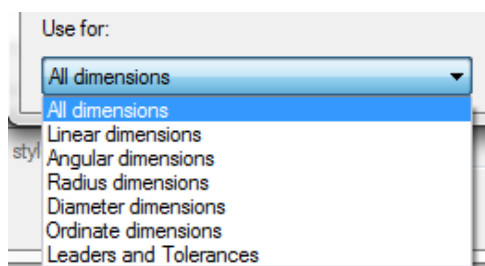 Use for:
All dimensions
All dimensions
Linear dimensions
styl
Angular dimensions
Radius dimensions
Diameter dimensions
Ordinate dimensions
Leaders and Tolerances